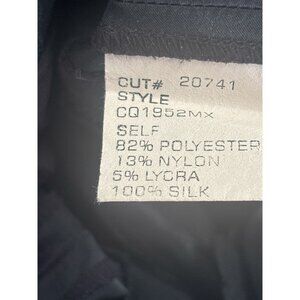 CUT# 20741
STYLE
CQ1952MX
SELF
82% POLYESTER
13% NYLON
5% LYCRA
100% SILK